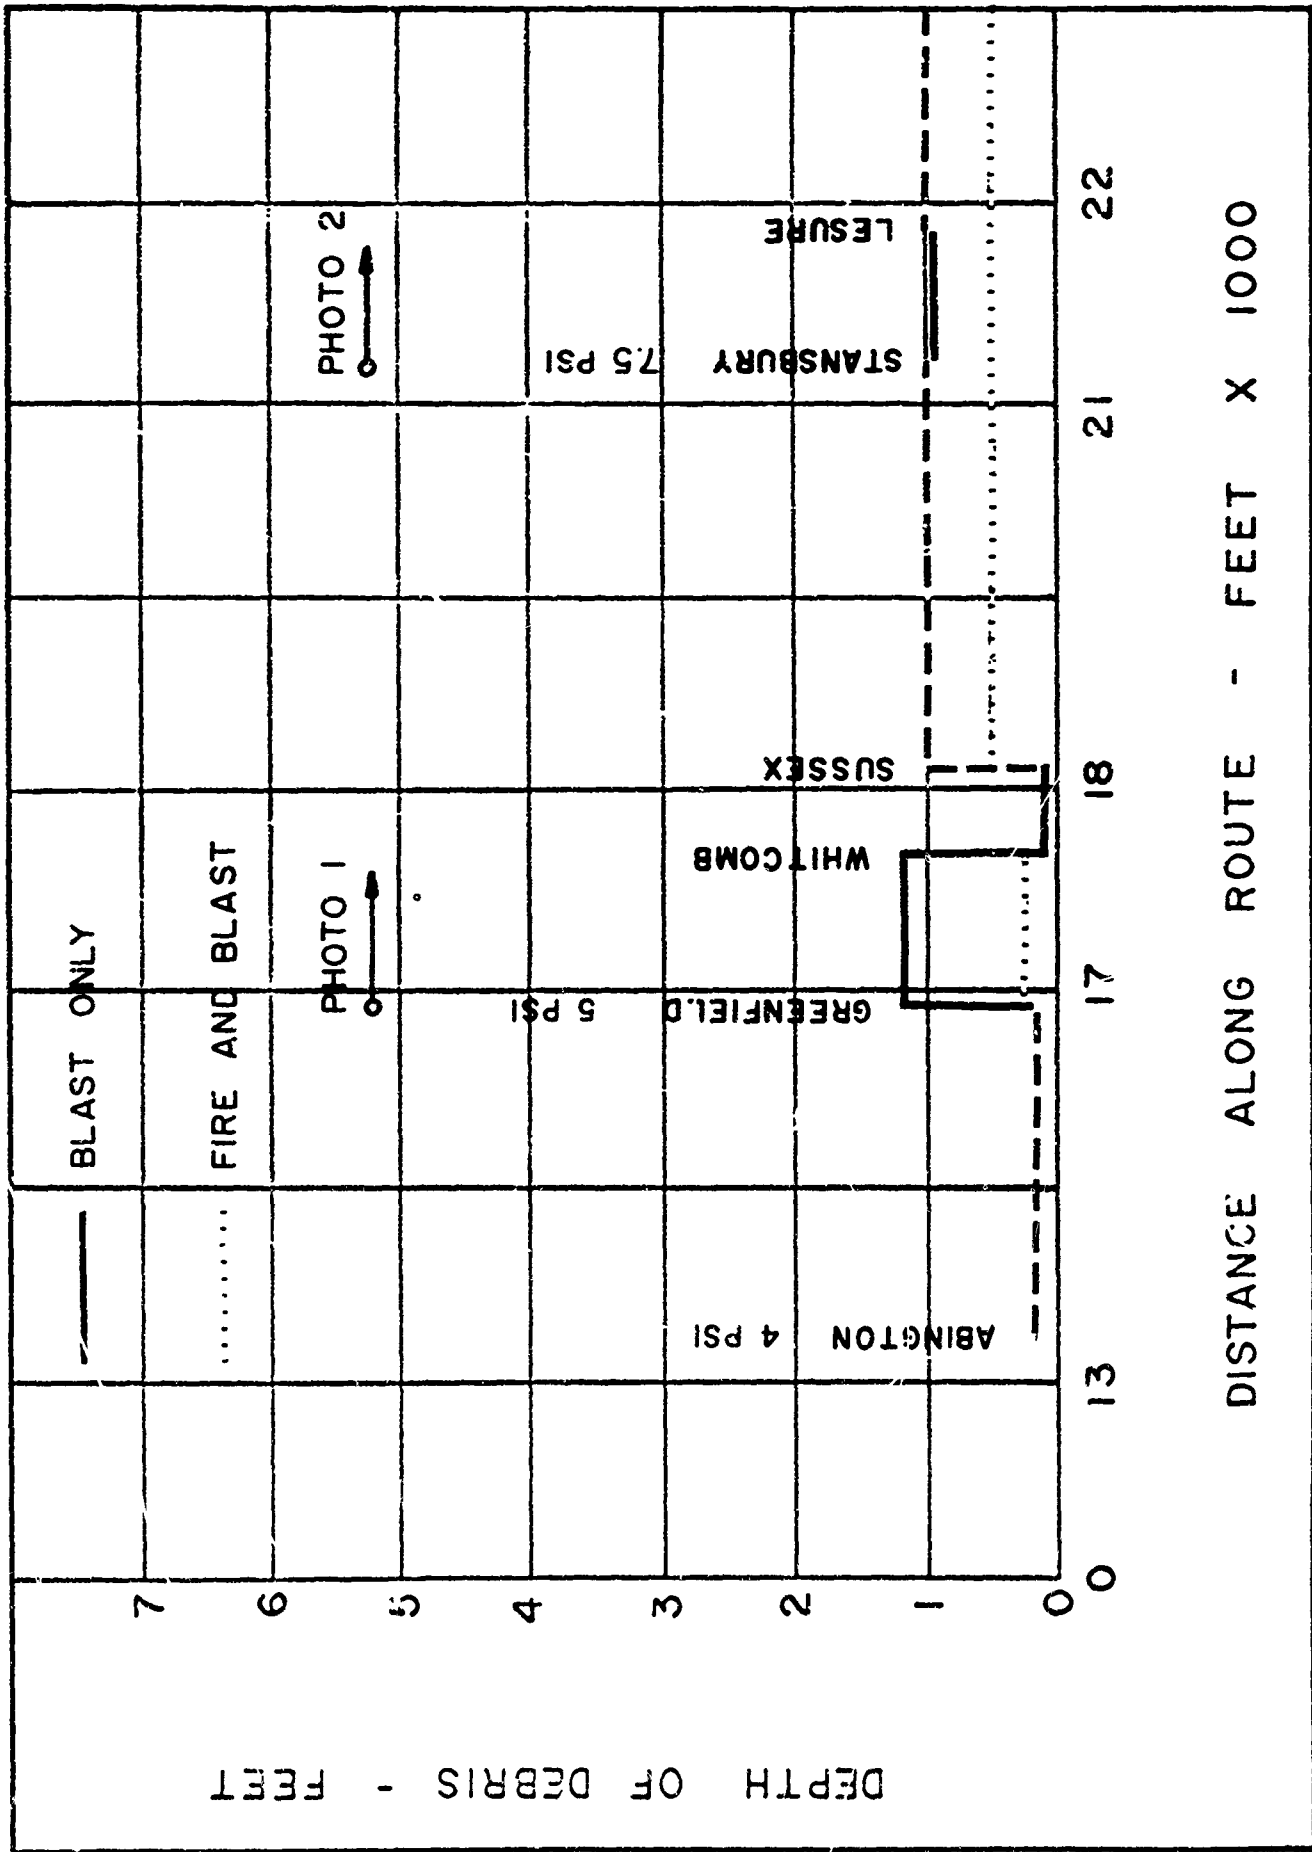 BLAST ONLY
FIRE AND BLAST
PHOTO 1
PHOTO 2
ABINGTON 4 PSI
GREENFIELD 5 PSI
WHITCOMB
SUSSEX
STANSBURY 7.5 PSI
LESURE
7
6
5
4
3
2
1
0
0 13 17 18 21 22
DISTANCE ALONG ROUTE - FEET X 1000
DEPTH OF DEBRIS - FEET